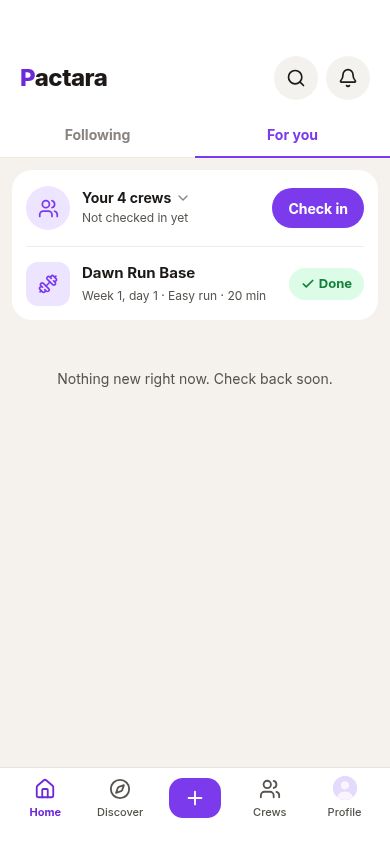 Pactara
Following
For you
Your 4 crews
Not checked in yet
Check in
Dawn Run Base
Week 1, day 1 · Easy run · 20 min
Done
Nothing new right now. Check back soon.
Home
Discover
Crews
Profile